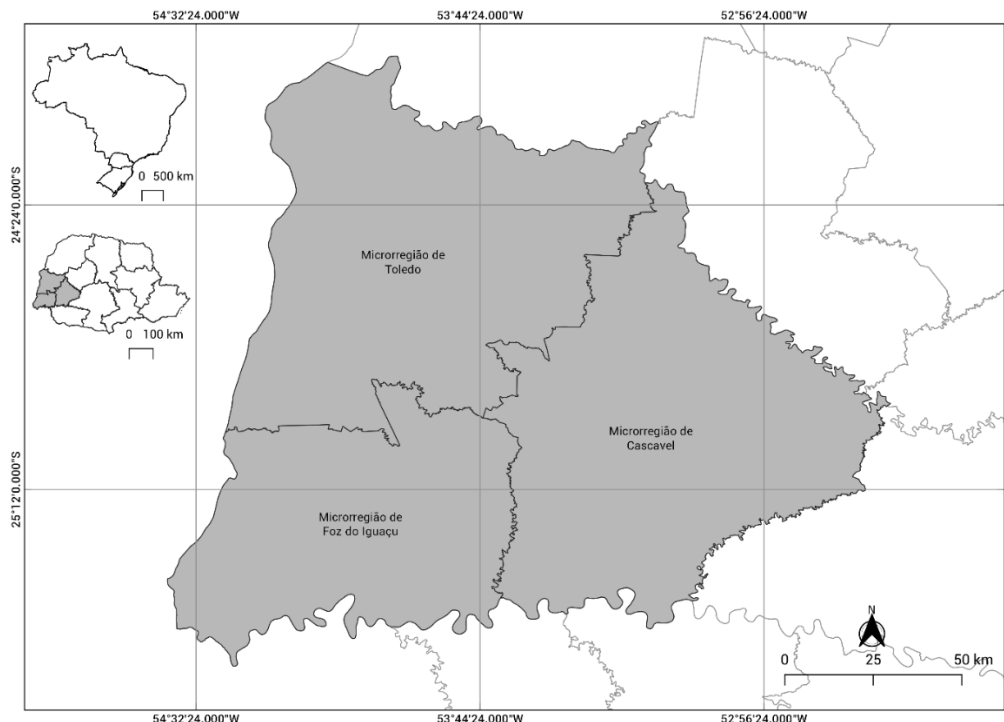 54°32'24.000"W 53°44'24.000"W 52°56'24.000"W
0 500 km
24°24'0.000"S
0 100 km
Microrregião de
Toledo
Microrregião de
Cascavel
25°12'0.000"S
Microrregião de
Foz do Iguaçu
N
0 25 50 km
54°32'24.000"W 53°44'24.000"W 52°56'24.000"W